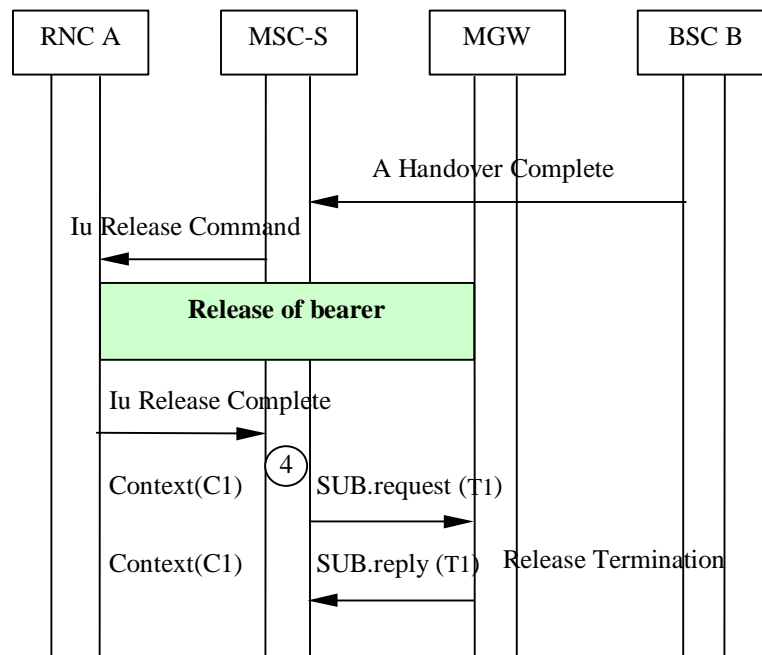 RNC A MSC-S MGW BSC B
A Handover Complete
Iu Release Command
Release of bearer
Iu Release Complete
4
Context(C1) SUB.request (T1)
Context(C1) SUB.reply (T1) Release Termination